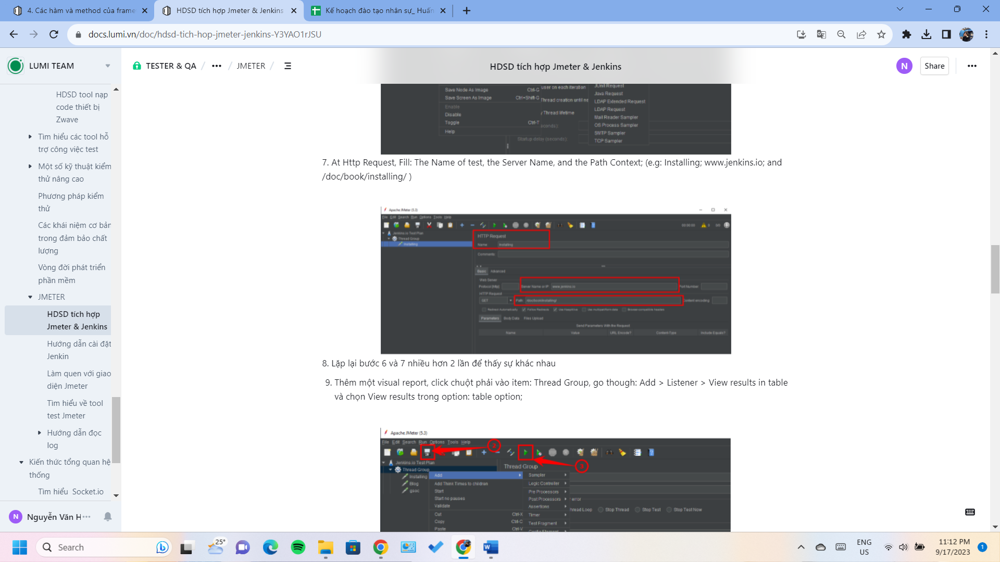 4. Các hàm và method của frame
HDSD tích hợp Jmeter & Jenkins
Kế hoạch đào tạo nhân sự_ Huấn
docs.lumi.vn/doc/hdsd-tich-hop-jmeter-jenkins-Y3YAO1rJSU
LUMI TEAM
TESTER & QA / ••• / JMETER /
HDSD tích hợp Jmeter & Jenkins
N
Share
HDSD tool nạp
code thiết bị
Zwave
Tìm hiểu các tool hỗ
trợ công việc test
Một số kỹ thuật kiểm
thử nâng cao
Phương pháp kiểm
thử
Các khái niệm cơ bản
trong đảm bảo chất
lượng
Vòng đời phát triển
phần mềm
JMETER
HDSD tích hợp
Jmeter & Jenkins
Hướng dẫn cài đặt
Jenkin
Làm quen với giao
diện Jmeter
Tìm hiểu về tool
test Jmeter
Hướng dẫn đọc
log
Kiến thức tổng quan hệ
thống
Tìm hiểu Socket.io
N Nguyễn Văn H
Save Node As Image Ctrl-G
Save Screen As Image Ctrl+Shift-G
Enable
Disable
Toggle Ctrl-T
Help
user on each iteration
Thread creation until ne
y Thread lifetime
econds):
Startup delay (seconds):
JUnit Request
Java Request
LDAP Extended Request
LDAP Request
Mail Reader Sampler
OS Process Sampler
SMTP Sampler
TCP Sampler
7. At Http Request, Fill: The Name of test, the Server Name, and the Path Context; (e.g: Installing; www.jenkins.io; and
/doc/book/installing/ )
Apache JMeter (5.3)
File Edit Search Run Options Tools Help
00:00:00 0 0/0
Jenkins.io Test Plan
Thread Group
Installing
HTTP Request
Name: Installing
Comments:
Basic Advanced
Web Server
Protocol [http]: Server Name or IP: www.jenkins.io Port Number:
HTTP Request
GET Path: /doc/book/installing/ Content encoding:
Redirect Automatically Follow Redirects Use KeepAlive Use multipart/form-data Browser-compatible headers
Parameters Body Data Files Upload
Send Parameters With the Request:
Name: Value URL Encode? Content-Type Include Equals?
8. Lặp lại bước 6 và 7 nhiều hơn 2 lần để thấy sự khác nhau
9. Thêm một visual report, click chuột phải vào item: Thread Group, go though: Add > Listener > View results in table
và chọn View results trong option: table option;
Apache JMeter (5.3)
File Edit Search Run Options Tools Help
2
3
Jenkins.io Test Plan
Thread Group
Installing
Blog
gsoc
Thread Group
Add
Add Think Times to children
Start
Start no pauses
Validate
Cut Ctrl-X
Copy Ctrl-C
Paste Ctrl-V
Sampler
Logic Controller
Pre Processors
Post Processors
Assertions
Timer
Test Fragment
Config Element
r error
hread Loop Stop Thread Stop Test Stop Test Now
Search
25°
ENG
US
11:12 PM
9/17/2023
1